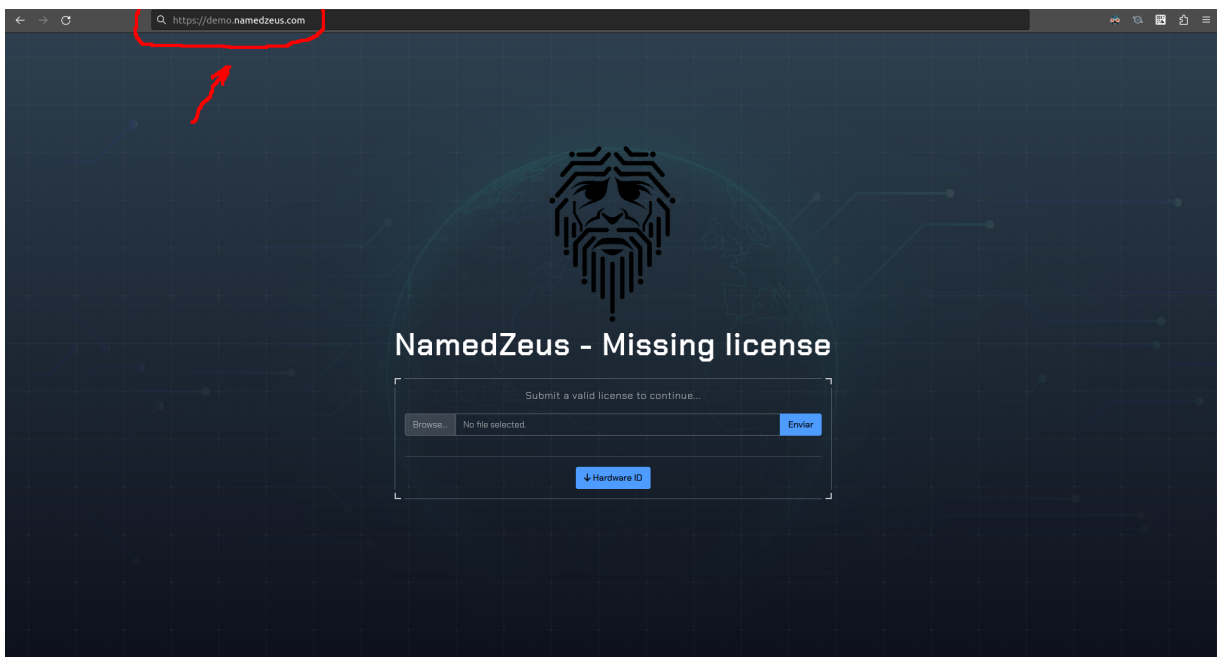 https://demo.namedzeus.com
NamedZeus - Missing license
Submit a valid license to continue...
Browse... No file selected. Enviar
↓ Hardware ID